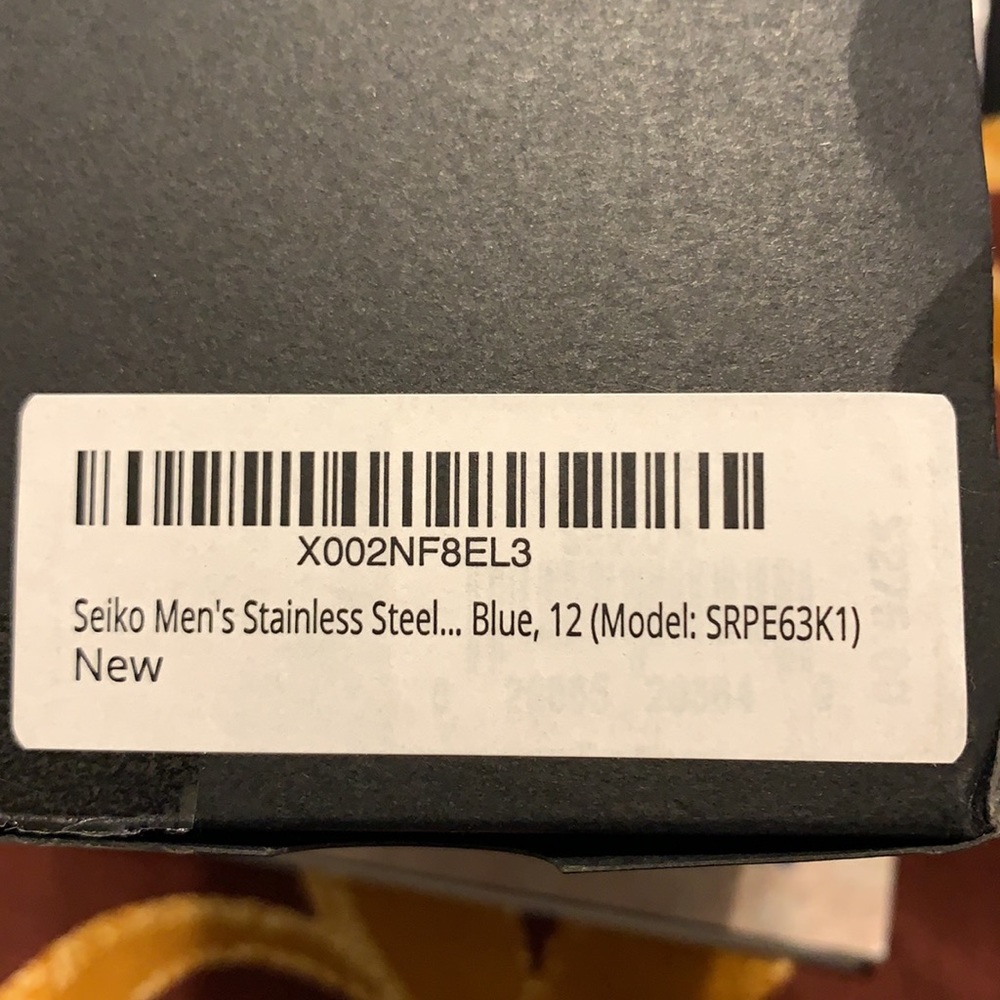 X002NF8EL3
Seiko Men's Stainless Steel... Blue, 12 (Model: SRPE63K1)
New